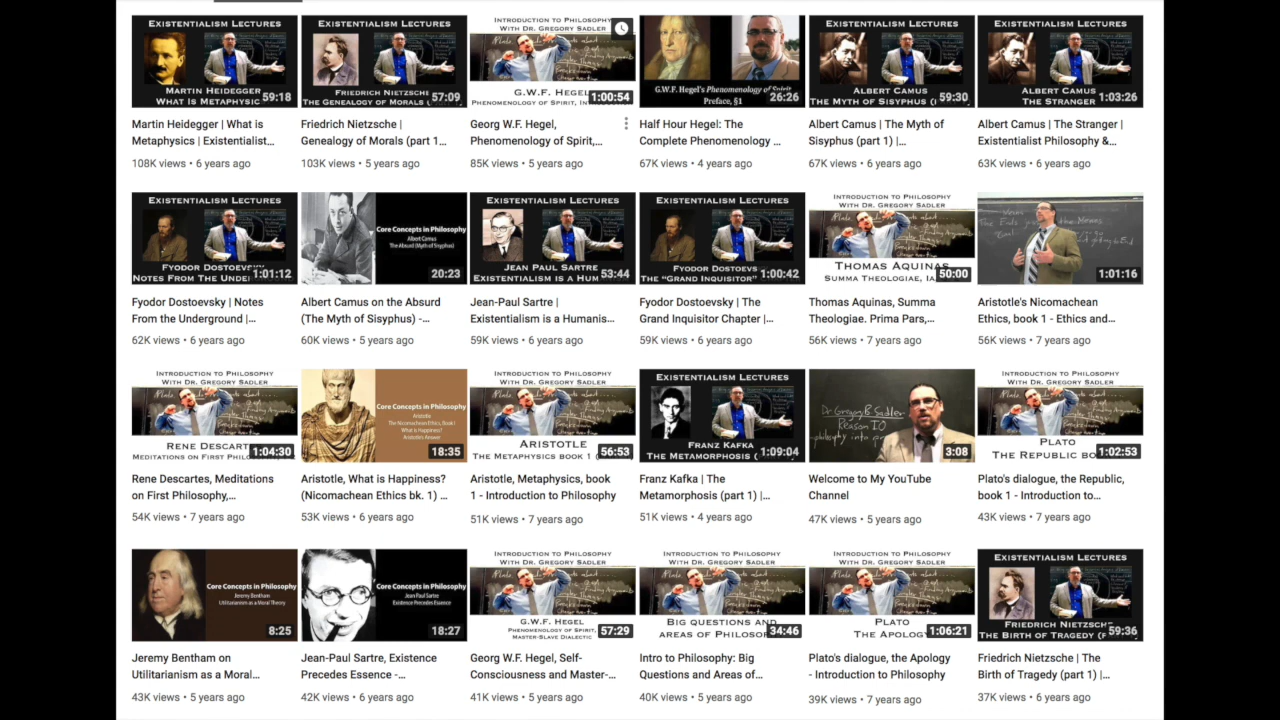 EXISTENTIALISM LECTURES
MARTIN HEIDEGGER
WHAT IS METAPHYSIC
59:18
Martin Heidegger | What is
Metaphysics | Existentialist...
108K views • 6 years ago
EXISTENTIALISM LECTURES
FRIEDRICH NIETZSCHE
THE GENEALOGY OF MORALS (
57:09
Friedrich Nietzsche |
Genealogy of Morals (part 1...
103K views • 5 years ago
INTRODUCTION TO PHILOSOPHY
WITH DR. GREGORY SADLER
G.W.F. HEGEL
PHENOMENOLOGY OF SPIRIT,
1:00:54
Georg W.F. Hegel,
Phenomenology of Spirit,...
85K views • 5 years ago
G.W.F. Hegel's Phenomenology of Spirit
Preface, §1
26:26
Half Hour Hegel: The
Complete Phenomenology ...
67K views • 4 years ago
EXISTENTIALISM LECTURES
ALBERT CAMUS
THE MYTH OF SISYPHUS (
59:30
Albert Camus | The Myth of
Sisyphus (part 1) |...
67K views • 6 years ago
EXISTENTIALISM LECTURES
ALBERT CAMUS
THE STRANGER
1:03:26
Albert Camus | The Stranger |
Existentialist Philosophy &...
63K views • 6 years ago
EXISTENTIALISM LECTURES
FYODOR DOSTOEVSKY
NOTES FROM THE UNDE
1:01:12
Fyodor Dostoevsky | Notes
From the Underground |...
62K views • 6 years ago
Core Concepts in Philosophy
Albert Camus
The Absurd (Myth of Sisyphus)
20:23
Albert Camus on the Absurd
(The Myth of Sisyphus) -...
60K views • 5 years ago
EXISTENTIALISM LECTURES
JEAN PAUL SARTRE
EXISTENTIALISM IS A HUM
53:44
Jean-Paul Sartre |
Existentialism is a Humanis...
59K views • 6 years ago
EXISTENTIALISM LECTURES
FYODOR DOSTOEVS
THE "GRAND INQUISITOR"
1:00:42
Fyodor Dostoevsky | The
Grand Inquisitor Chapter |...
59K views • 6 years ago
INTRODUCTION TO PHILOSOPHY
WITH DR. GREGORY SADLER
THOMAS AQUINAS
SUMMA THEOLOGIAE, IA
50:00
Thomas Aquinas, Summa
Theologiae. Prima Pars,...
56K views • 7 years ago
1:01:16
Aristotle's Nicomachean
Ethics, book 1 - Ethics and...
56K views • 7 years ago
INTRODUCTION TO PHILOSOPHY
WITH DR. GREGORY SADLER
RENE DESCART
MEDITATIONS ON FIRST PHILO
1:04:30
Rene Descartes, Meditations
on First Philosophy,...
54K views • 7 years ago
Core Concepts in Philosophy
Aristotle
The Nicomachean Ethics, Book I
What is happiness?
Aristotle's Answer
18:35
Aristotle, What is Happiness?
(Nicomachean Ethics bk. 1) ...
53K views • 6 years ago
INTRODUCTION TO PHILOSOPHY
WITH DR. GREGORY SADLER
ARISTOTLE
THE METAPHYSICS BOOK 1 (
56:53
Aristotle, Metaphysics, book
1 - Introduction to Philosophy
51K views • 7 years ago
EXISTENTIALISM LECTURES
FRANZ KAFKA
THE METAMORPHOSIS (
1:09:04
Franz Kafka | The
Metamorphosis (part 1) |...
51K views • 4 years ago
Dr Gregory B Sadler
Reason IO
philosophy into pr
3:08
Welcome to My YouTube
Channel
47K views • 5 years ago
INTRODUCTION TO PHILOSOPHY
WITH DR. GREGORY SADLER
PLATO
THE REPUBLIC BO
1:02:53
Plato's dialogue, the Republic,
book 1 - Introduction to...
43K views • 7 years ago
Core Concepts in Philosophy
Jeremy Bentham
Utilitarianism as a Moral Theory
8:25
Jeremy Bentham on
Utilitarianism as a Moral...
43K views • 5 years ago
Core Concepts in Philosophy
Jean Paul Sartre
Existence Precedes Essence
18:27
Jean-Paul Sartre, Existence
Precedes Essence -...
42K views • 6 years ago
INTRODUCTION TO PHILOSOPHY
WITH DR. GREGORY SADLER
G.W.F. HEGEL
PHENOMENOLOGY OF SPIRIT,
MASTER-SLAVE DIALECTIC
57:29
Georg W.F. Hegel, Self-
Consciousness and Master-...
41K views • 5 years ago
INTRODUCTION TO PHILOSOPHY
WITH DR. GREGORY SADLER
BIG QUESTIONS AND
AREAS OF PHILOSO
34:46
Intro to Philosophy: Big
Questions and Areas of...
40K views • 5 years ago
INTRODUCTION TO PHILOSOPHY
WITH DR. GREGORY SADLER
PLATO
THE APOLOG
1:06:21
Plato's dialogue, the Apology
- Introduction to Philosophy
39K views • 7 years ago
EXISTENTIALISM LECTURES
FRIEDRICH NIETZSCHE
THE BIRTH OF TRAGEDY (
59:36
Friedrich Nietzsche | The
Birth of Tragedy (part 1) |...
37K views • 6 years ago